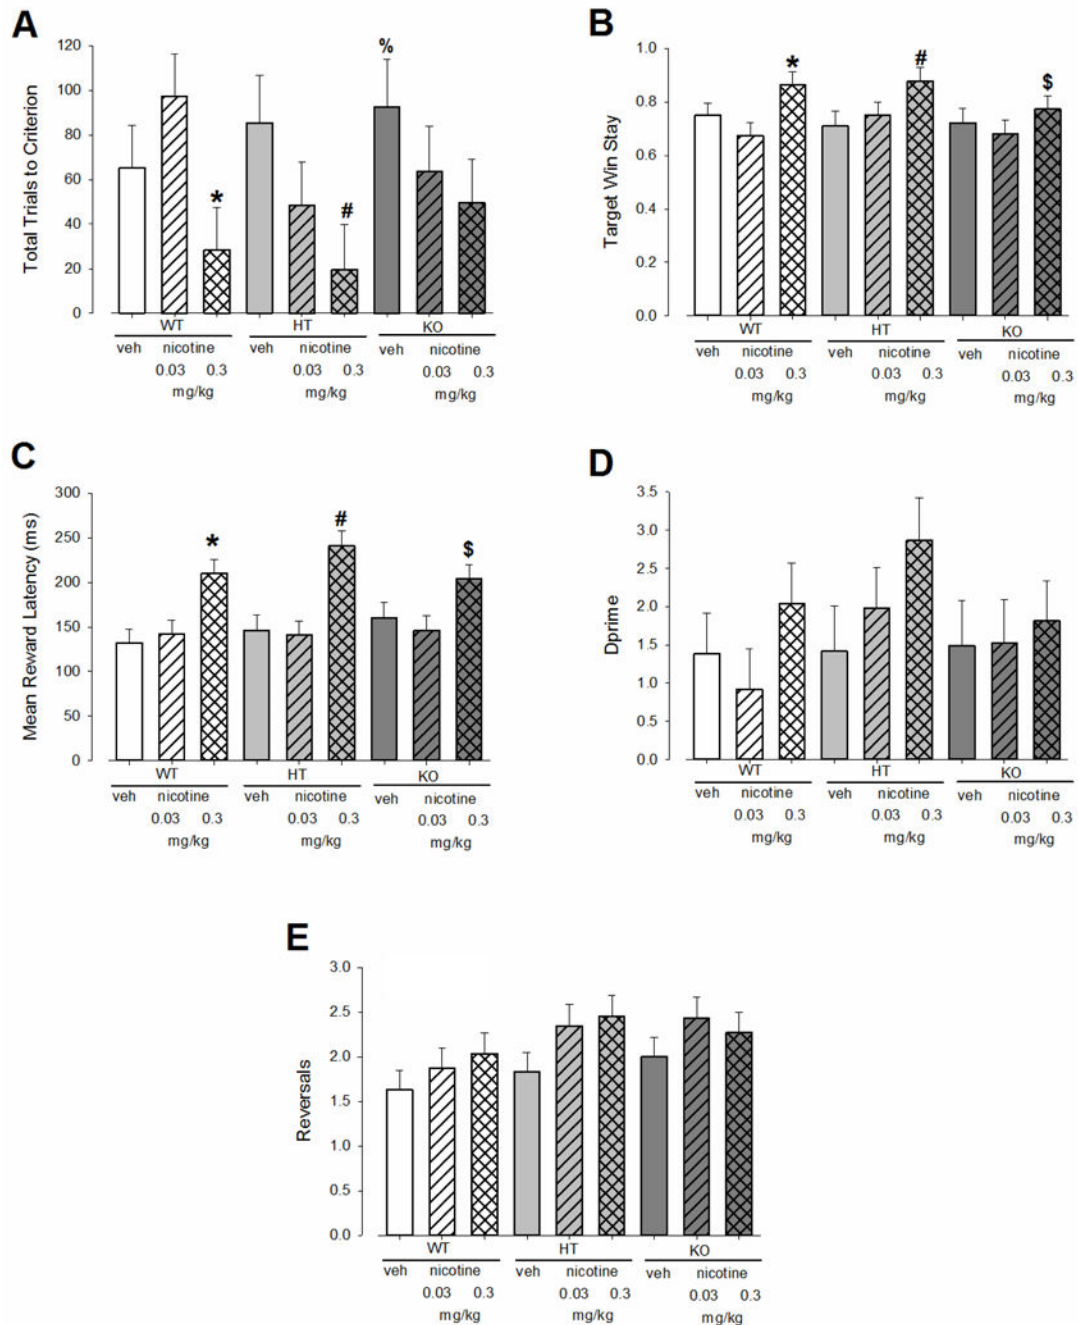 A
Total Trials to Criterion
120
100
80
60
40
20
0
* # %
WT HT KO
veh nicotine veh nicotine veh nicotine
0.03 0.3 0.03 0.3 0.03 0.3
mg/kg mg/kg mg/kg
B
Target Win Stay
1.0
0.8
0.6
0.4
0.2
0.0
* # $
WT HT KO
veh nicotine veh nicotine veh nicotine
0.03 0.3 0.03 0.3 0.03 0.3
mg/kg mg/kg mg/kg
C
Mean Reward Latency (ms)
300
250
200
150
100
50
0
* # $
WT HT KO
veh nicotine veh nicotine veh nicotine
0.03 0.3 0.03 0.3 0.03 0.3
mg/kg mg/kg mg/kg
D
Dprime
3.5
3.0
2.5
2.0
1.5
1.0
0.5
0.0
WT HT KO
veh nicotine veh nicotine veh nicotine
0.03 0.3 0.03 0.3 0.03 0.3
mg/kg mg/kg mg/kg
E
Reversals
3.0
2.5
2.0
1.5
1.0
0.5
0.0
WT HT KO
veh nicotine veh nicotine veh nicotine
0.03 0.3 0.03 0.3 0.03 0.3
mg/kg mg/kg mg/kg